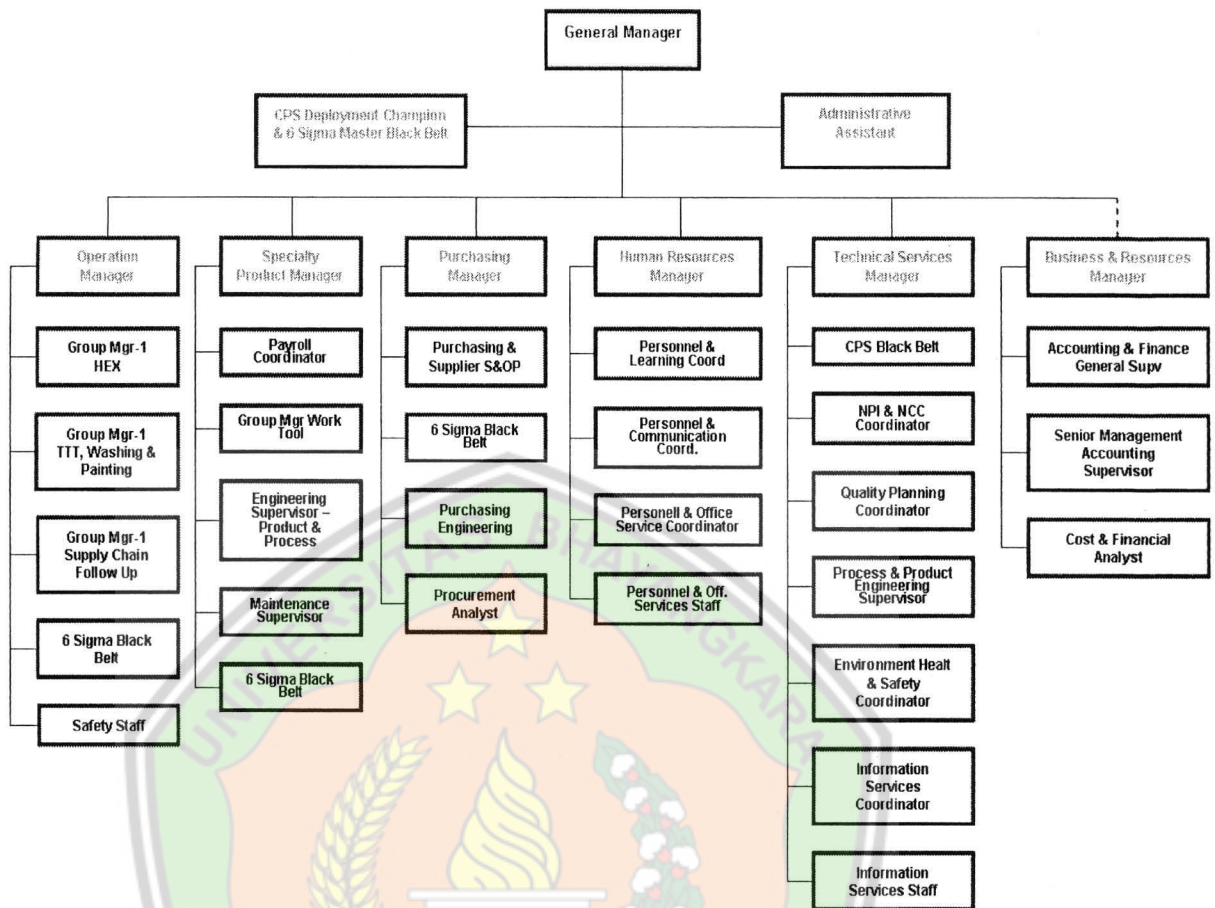 General Manager
CPS Deployment Champion
& 6 Sigma Master Black Belt
Administrative
Assistant
Operation
Manager
Specialty
Product Manager
Purchasing
Manager
Human Resources
Manager
Technical Services
Manager
Business & Resources
Manager
Group Mgr-1
HEX
Group Mgr-1
TTT, Washing &
Painting
Group Mgr-1
Supply Chain
Follow Up
6 Sigma Black
Belt
Safety Staff
Payroll
Coordinator
Group Mgr Work
Tool
Engineering
Supervisor –
Product &
Process
Maintenance
Supervisor
6 Sigma Black
Belt
Purchasing &
Supplier S&OP
6 Sigma Black
Belt
Purchasing
Engineering
Procurement
Analyst
Personnel &
Learning Coord
Personnel &
Communication
Coord.
Personell & Office
Service Coordinator
Personnel & Off.
Services Staff
CPS Black Belt
NPI & NCC
Coordinator
Quality Planning
Coordinator
Process & Product
Engineering
Supervisor
Environment Healt
& Safety
Coordinator
Information
Services
Coordinator
Information
Services Staff
Accounting & Finance
General Supv
Senior Management
Accounting
Supervisor
Cost & Financial
Analyst
UNIVERSITAS BHAYANGKARA